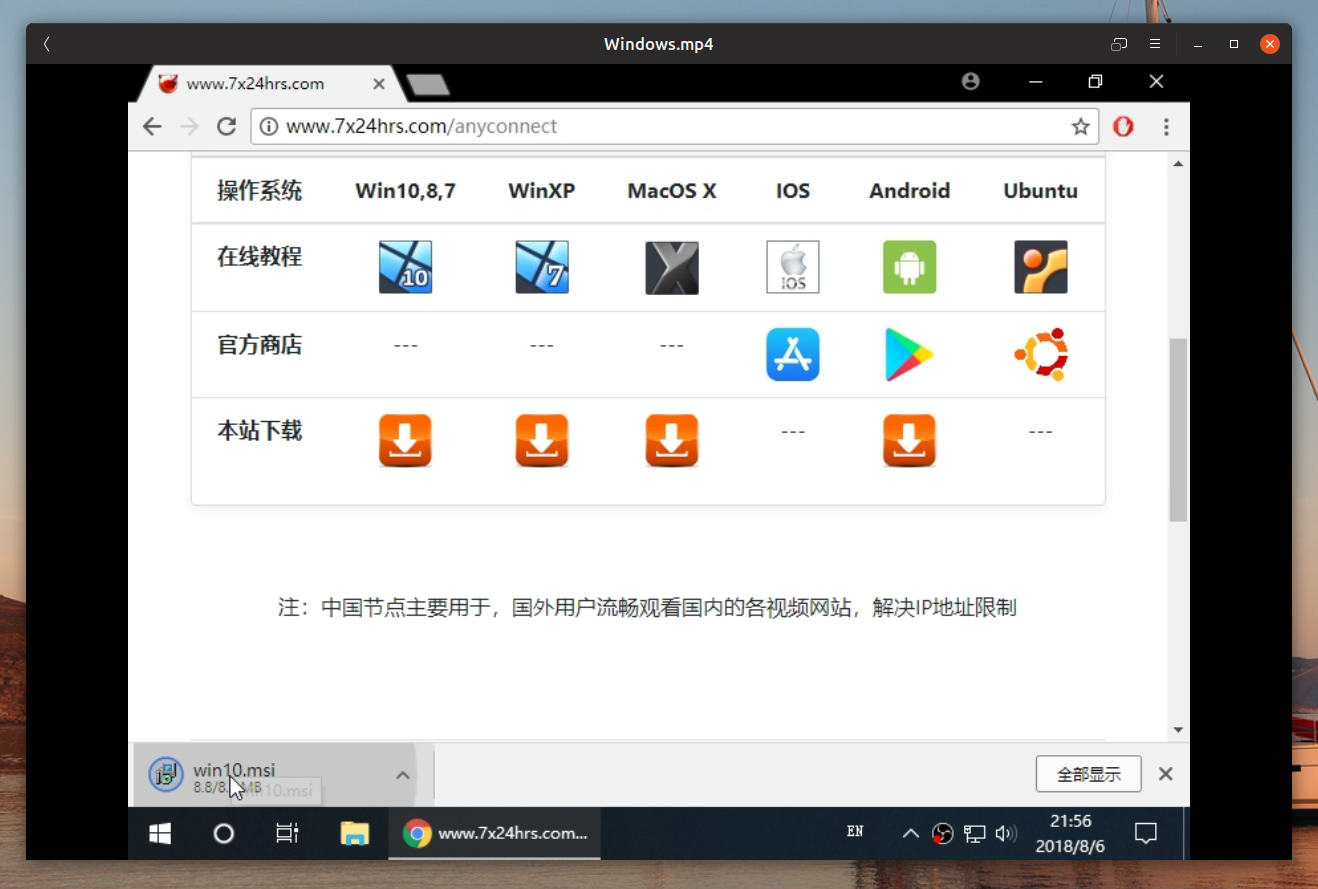 Windows.mp4
www.7x24hrs.com
www.7x24hrs.com/anyconnect
操作系统 Win10,8,7 WinXP MacOS X IOS Android Ubuntu
在线教程 10 7 X IOS
官方商店 --- --- ---
本站下载 --- ---
注：中国节点主要用于，国外用户流畅观看国内的各视频网站，解决IP地址限制
win10.msi
8.8/8. MB
win10.msi
全部显示
www.7x24hrs.com...
EN
21:56
2018/8/6